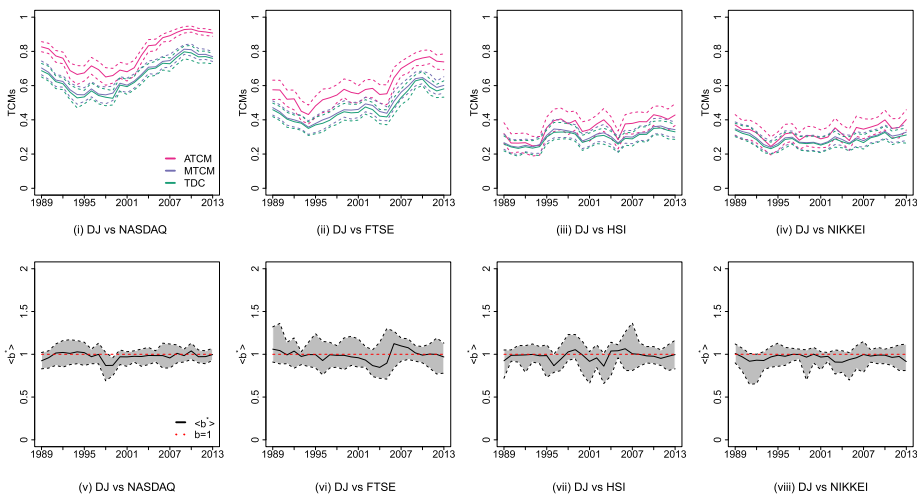 1
1
1
1
0.8
0.8
0.8
0.8
0.6
0.6
0.6
0.6
TCMs
TCMs
TCMs
TCMs
0.4
0.4
0.4
0.4
0.2
0.2
0.2
0.2
ATCM
MTCM
TDC
0
0
0
0
1989 1995 2001 2007 2013
1989 1995 2001 2007 2013
1989 1995 2001 2007 2013
1989 1995 2001 2007 2013
(i) DJ vs NASDAQ
(ii) DJ vs FTSE
(iii) DJ vs HSI
(iv) DJ vs NIKKEI
2
2
2
2
1.5
1.5
1.5
1.5
<b*>
<b*>
<b*>
<b*>
1
1
1
1
0.5
0.5
0.5
0.5
<b*>
b=1
0
0
0
0
1989 1995 2001 2007 2013
1989 1995 2001 2007 2013
1989 1995 2001 2007 2013
1989 1995 2001 2007 2013
(v) DJ vs NASDAQ
(vi) DJ vs FTSE
(vii) DJ vs HSI
(viii) DJ vs NIKKEI